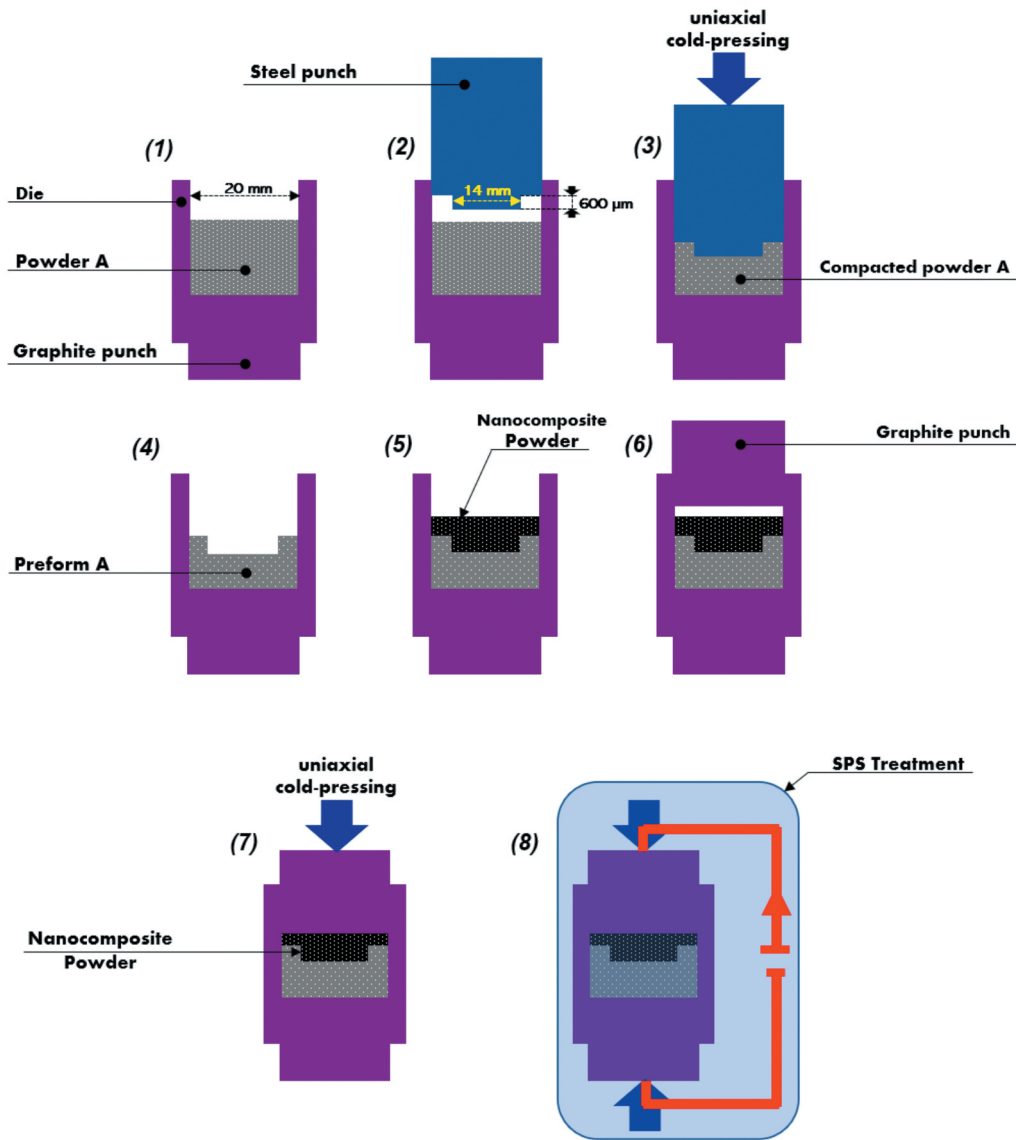 uniaxial
cold-pressing
Steel punch
(1)
(2)
(3)
Die
20 mm
14 mm
600 µm
Powder A
Compacted powder A
Graphite punch
(4)
(5)
(6)
Nanocomposite
Powder
Graphite punch
Preform A
SPS Treatment
uniaxial
cold-pressing
(7)
(8)
Nanocomposite
Powder